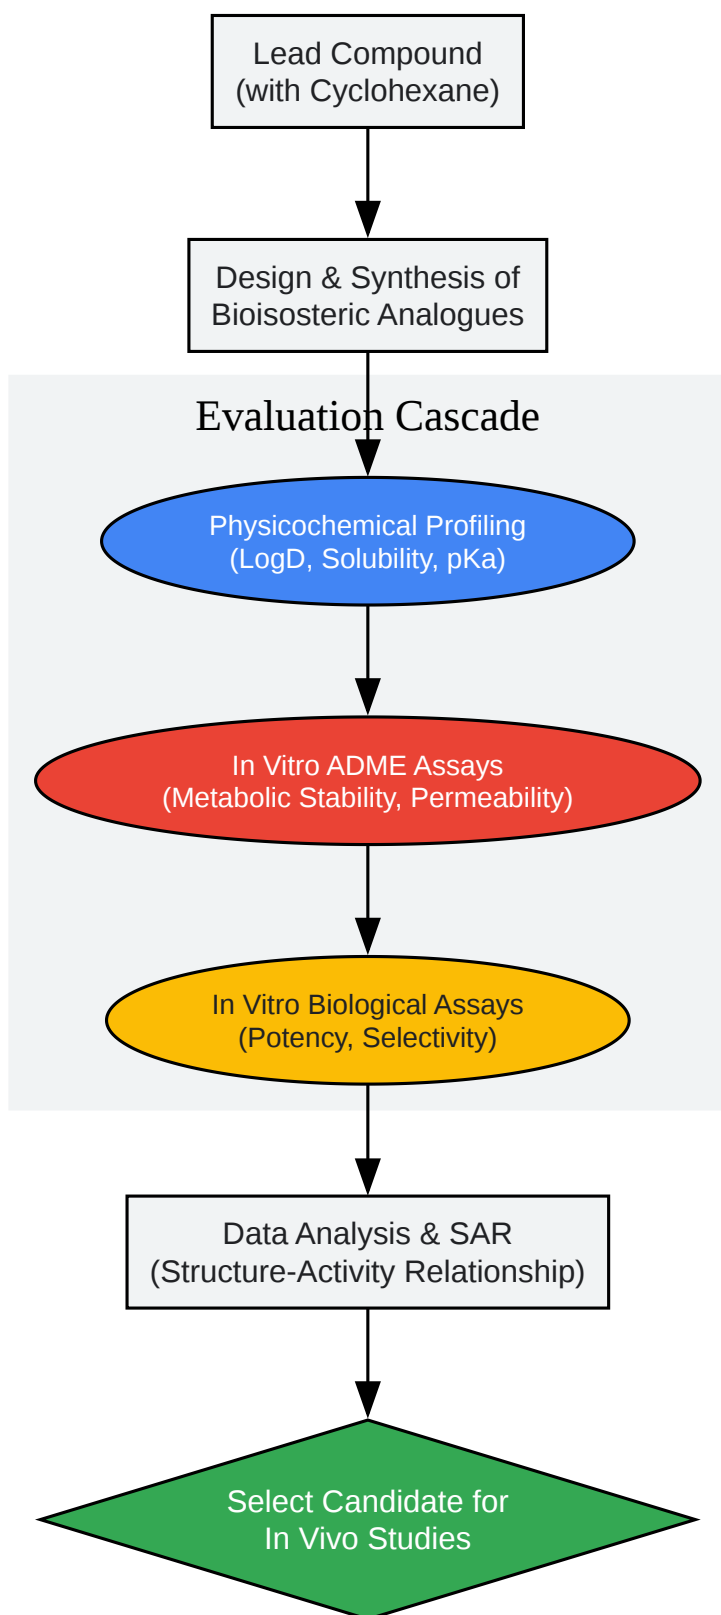 Lead Compound
(with Cyclohexane)
Design & Synthesis of
Bioisosteric Analogues
Evaluation Cascade
Physicochemical Profiling
(LogD, Solubility, pKa)
In Vitro ADME Assays
(Metabolic Stability, Permeability)
In Vitro Biological Assays
(Potency, Selectivity)
Data Analysis & SAR
(Structure-Activity Relationship)
Select Candidate for
In Vivo Studies